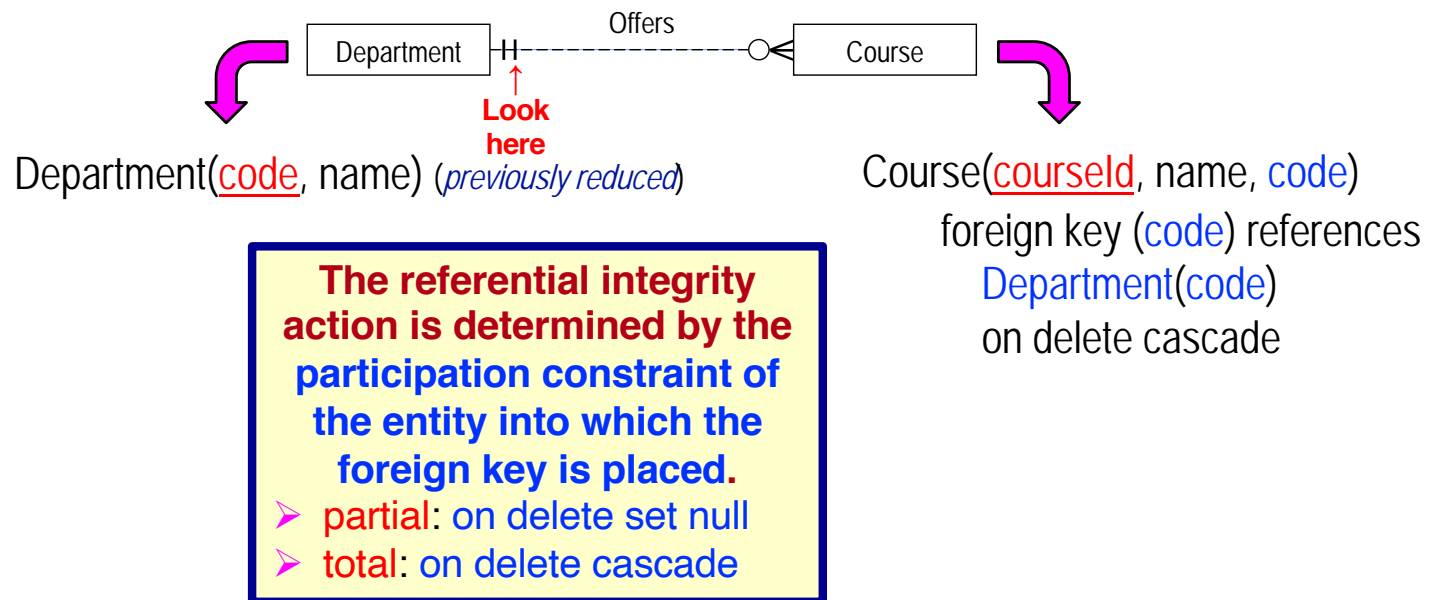 Offers
Department
Course
↑
Look
here
Department(code, name) (previously reduced)
Course(courseId, name, code)
foreign key (code) references
Department(code)
on delete cascade
The referential integrity
action is determined by the
participation constraint of
the entity into which the
foreign key is placed.
➢ partial: on delete set null
➢ total: on delete cascade